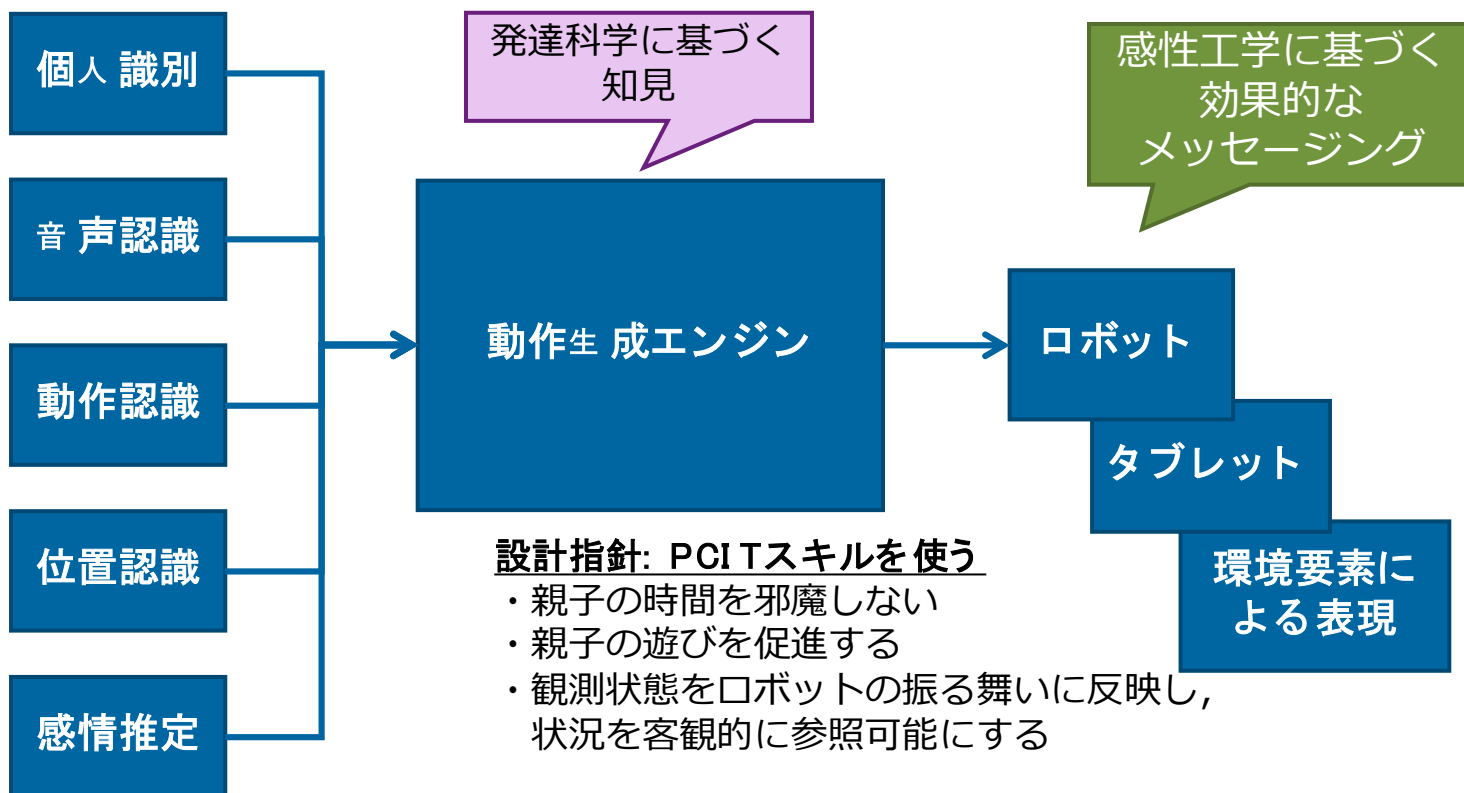 個人 識別
音 声認識
動作認識
位置認識
感情推定
発達科学に基づく
知見
動作生 成エンジン
設計指針: PCITスキルを使う
・親子の時間を邪魔しない
・親子の遊びを促進する
・観測状態をロボットの振る舞いに反映し,
状況を客観的に参照可能にする
感性工学に基づく
効果的な
メッセージング
ロボット
タブレット
環境要素に
よる表現